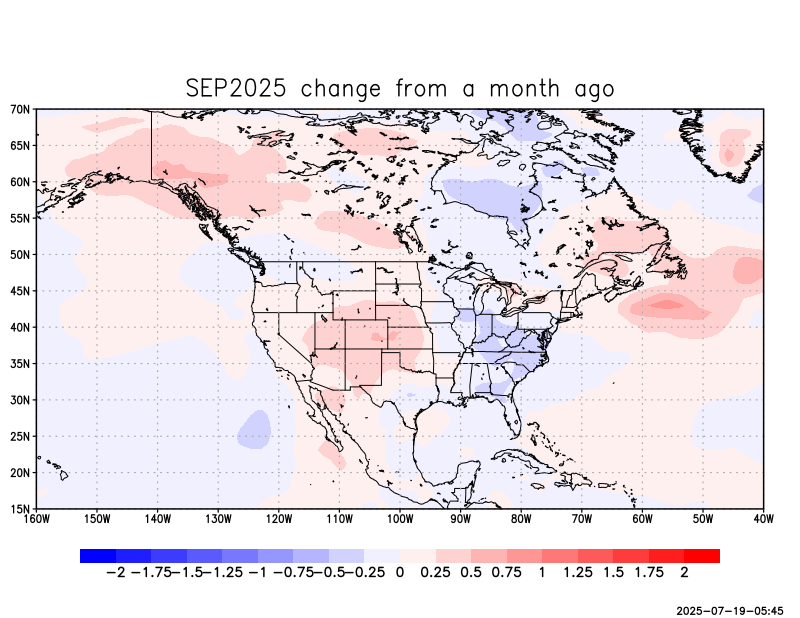 SEP2025 change from a month ago
70N
65N
60N
55N
50N
45N
40N
35N
30N
25N
20N
15N
160W 150W 140W 130W 120W 110W 100W 90W 80W 70W 60W 50W 40W
−2 −1.75 −1.5 −1.25 −1 −0.75 −0.5 −0.25 0 0.25 0.5 0.75 1 1.25 1.5 1.75 2
2025-07-19-05:45